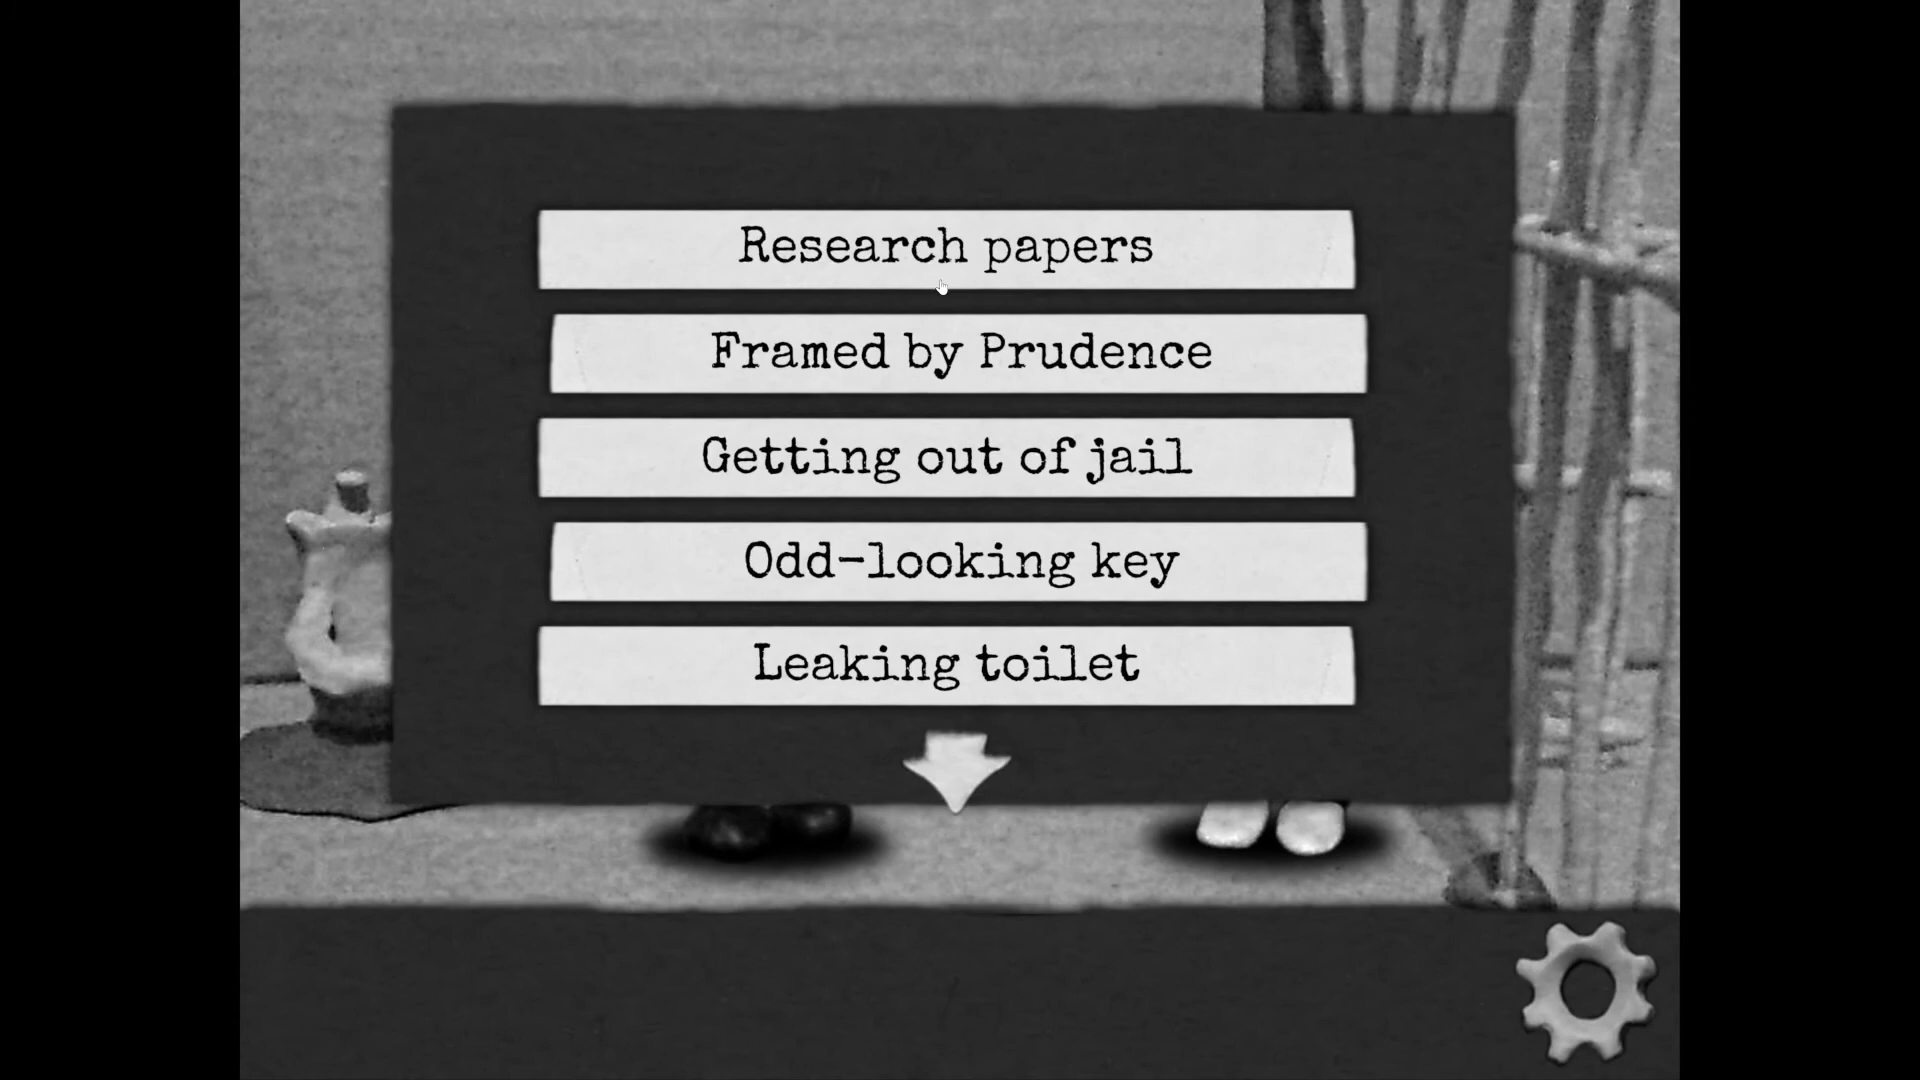 Research papers
Framed by Prudence
Getting out of jail
Odd-looking key
Leaking toilet